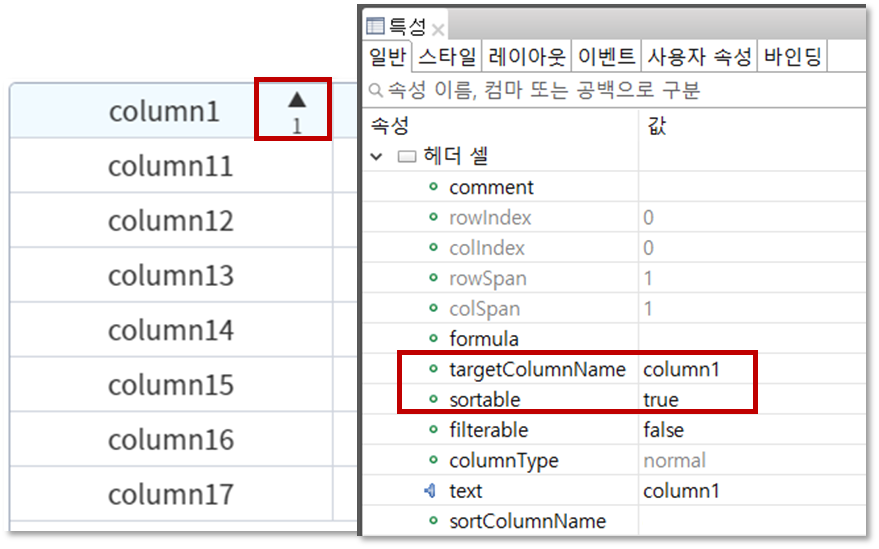 column1
▲
1
column11
column12
column13
column14
column15
column16
column17
특성
일반 스타일 레이아웃 이벤트 사용자 속성 바인딩
속성 이름, 컴마 또는 공백으로 구분
속성 값
헤더 셀
comment
rowIndex 0
colIndex 0
rowSpan 1
colSpan 1
formula
targetColumnName column1
sortable true
filterable false
columnType normal
text column1
sortColumnName